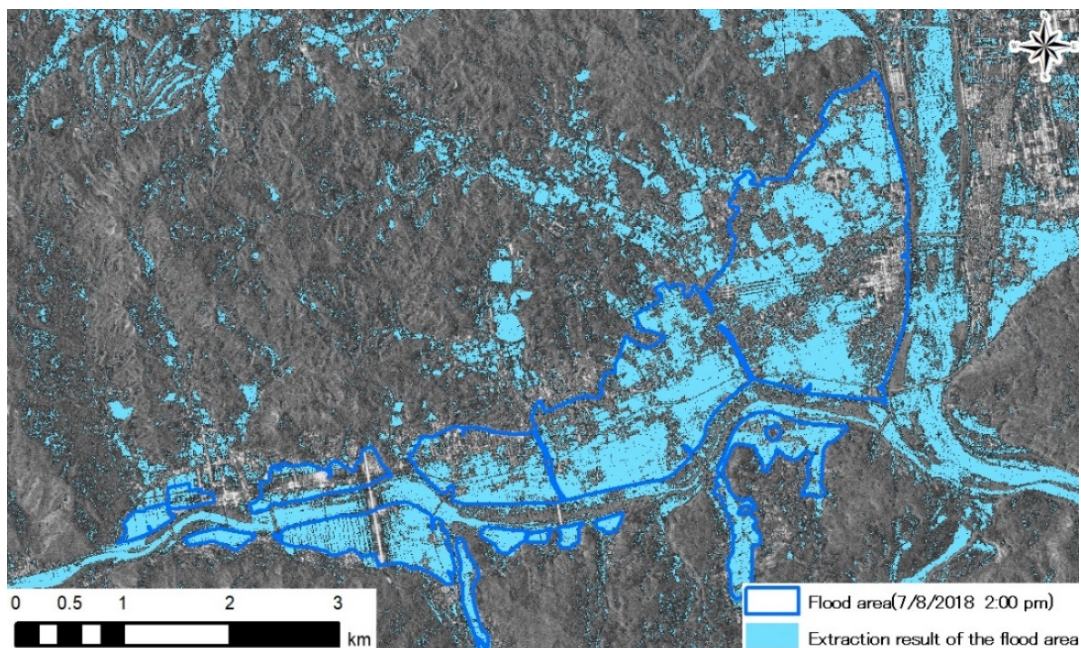 0 0.5 1 2 3
km
Flood area(7/8/2018 2:00 pm)
Extraction result of the flood area